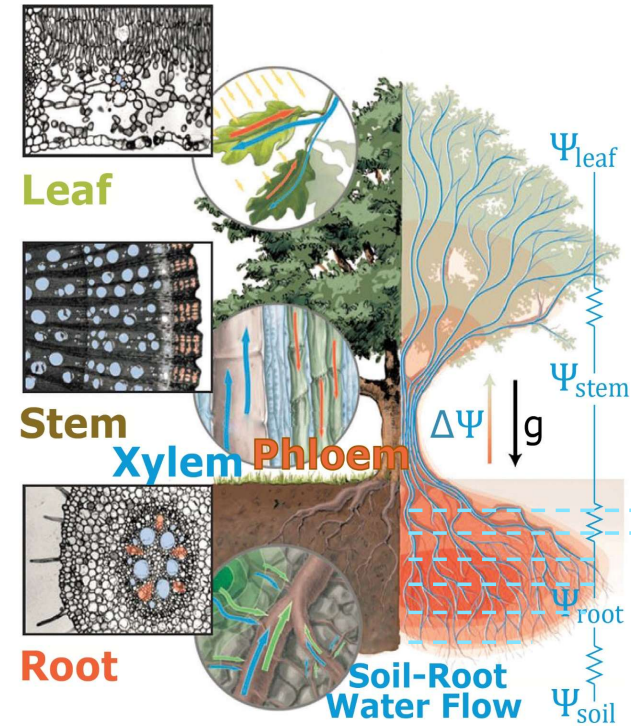 Leaf
Stem
Xylem
Phloem
Root
Soil-Root
Water Flow
Ψleaf
Ψstem
ΔΨ
g
Ψroot
Ψsoil